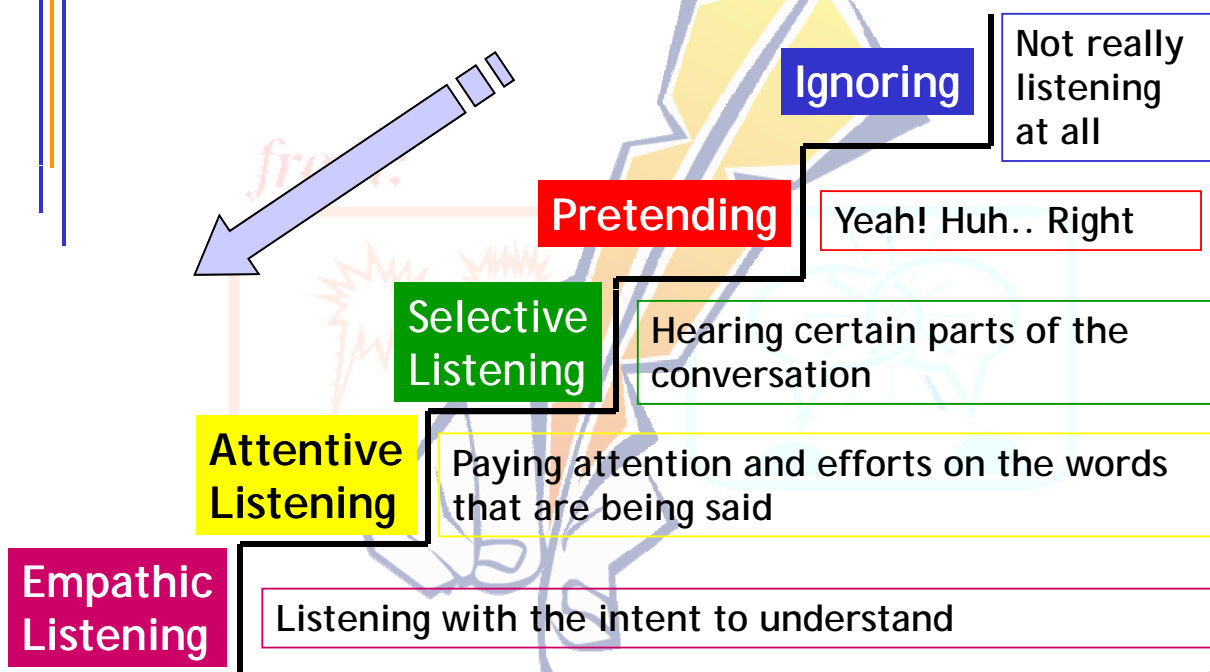 Ignoring
Not really
listening
at all
Pretending
Yeah! Huh.. Right
Selective
Listening
Hearing certain parts of the
conversation
Attentive
Listening
Paying attention and efforts on the words
that are being said
Empathic
Listening
Listening with the intent to understand